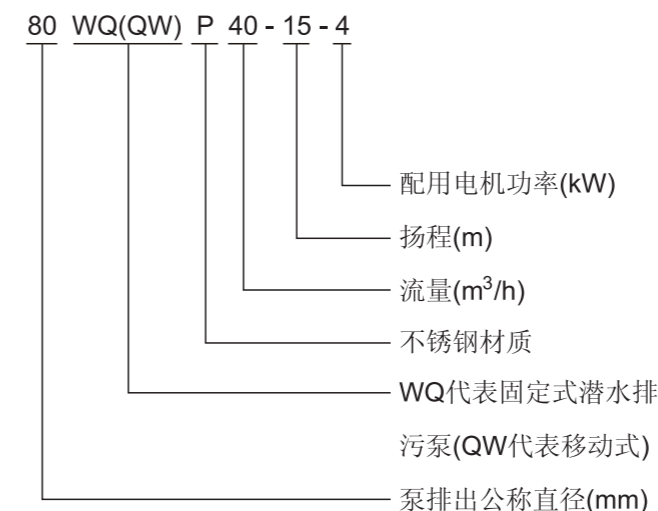 80 WQ(QW) P 40 - 15 - 4
配用电机功率(kW)
扬程(m)
流量(m³/h)
不锈钢材质
WQ代表固定式潜水排
污泵(QW代表移动式)
泵排出公称直径(mm)